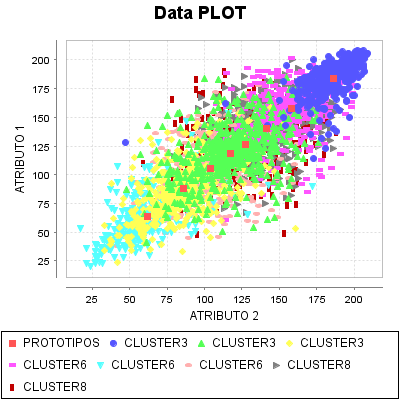 Data PLOT
ATRIBUTO 1
200
175
150
125
100
75
50
25
25
50
75
100
125
150
175
200
ATRIBUTO 2
PROTOTIPOS CLUSTER3 CLUSTER3 CLUSTER3
CLUSTER6 CLUSTER6 CLUSTER6 CLUSTER8
CLUSTER8